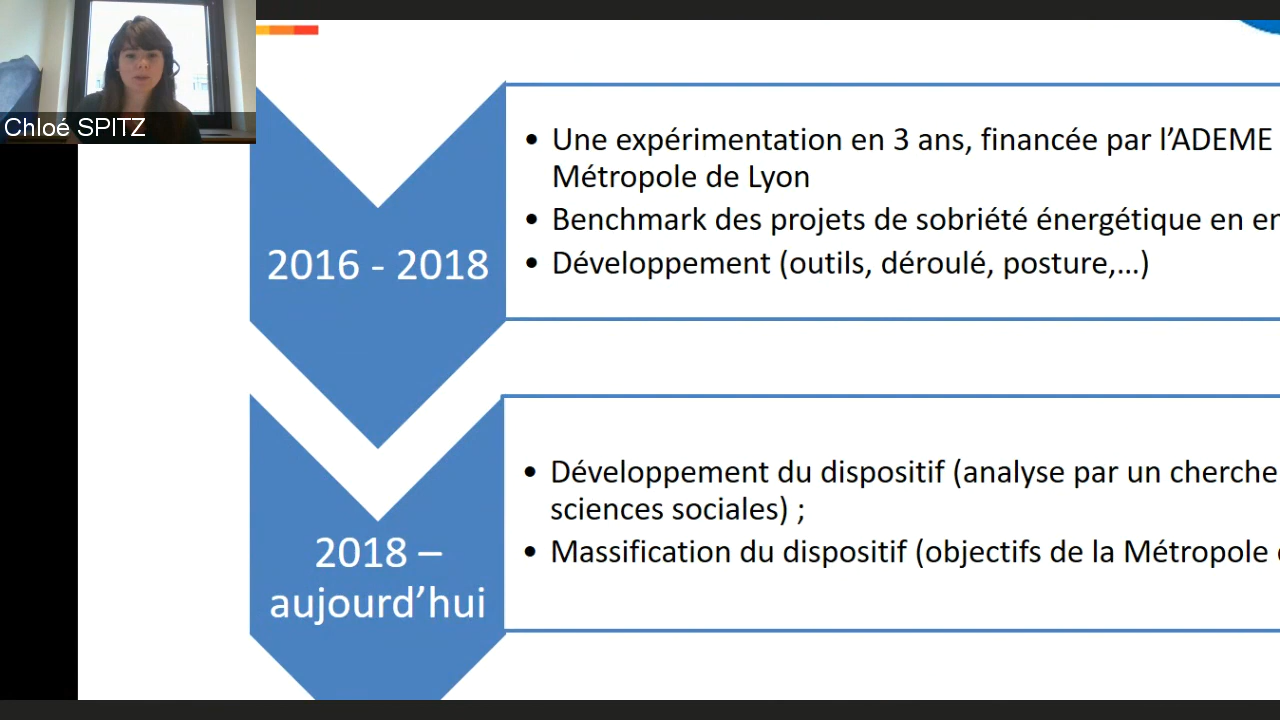 Chloé SPITZ
2016 - 2018
• Une expérimentation en 3 ans, financée par l’ADEME
Métropole de Lyon
• Benchmark des projets de sobriété énergétique en
• Développement (outils, déroulé, posture,…)
2018 –
aujourd’hui
• Développement du dispositif (analyse par un
sciences sociales) ;
• Massification du dispositif (objectifs de la Métropole